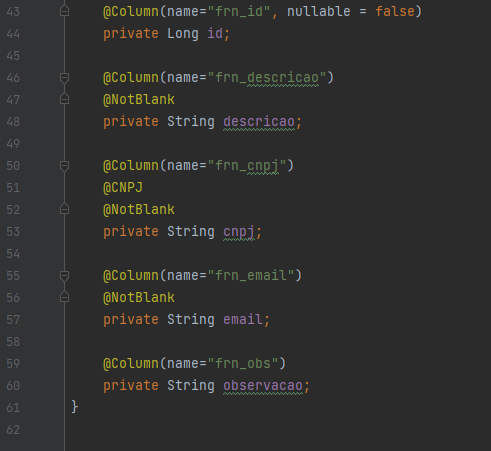 43 @Column(name="frn_id", nullable = false)
44 private Long id;
45
46 @Column(name="frn_descricao")
47 @NotBlank
48 private String descricao;
49
50 @Column(name="frn_cnpj")
51 @CNPJ
52 @NotBlank
53 private String cnpj;
54
55 @Column(name="frn_email")
56 @NotBlank
57 private String email;
58
59 @Column(name="frn_obs")
60 private String observacao;
61 }
62